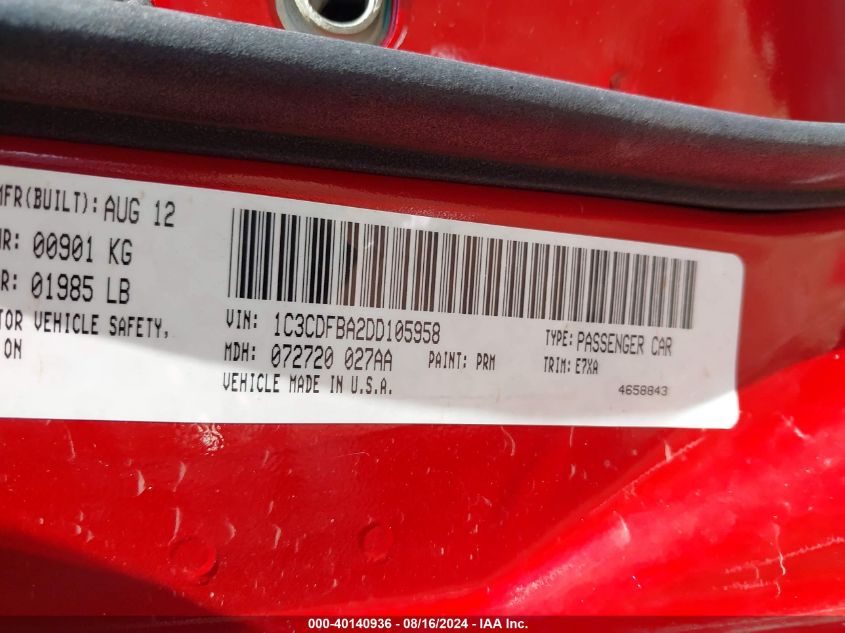 MFR(BUILT): AUG 12
WR: 00901 KG
R: 01985 LB
TOR VEHICLE SAFETY,
ON
VIN: 1C3CDFBA2DD105958
TYPE: PASSENGER CAR
MDH: 072720 027AA PAINT: PRM TRIM: E7XA
VEHICLE MADE IN U.S.A.
4658843
000-40140936 - 08/16/2024 - IAA Inc.